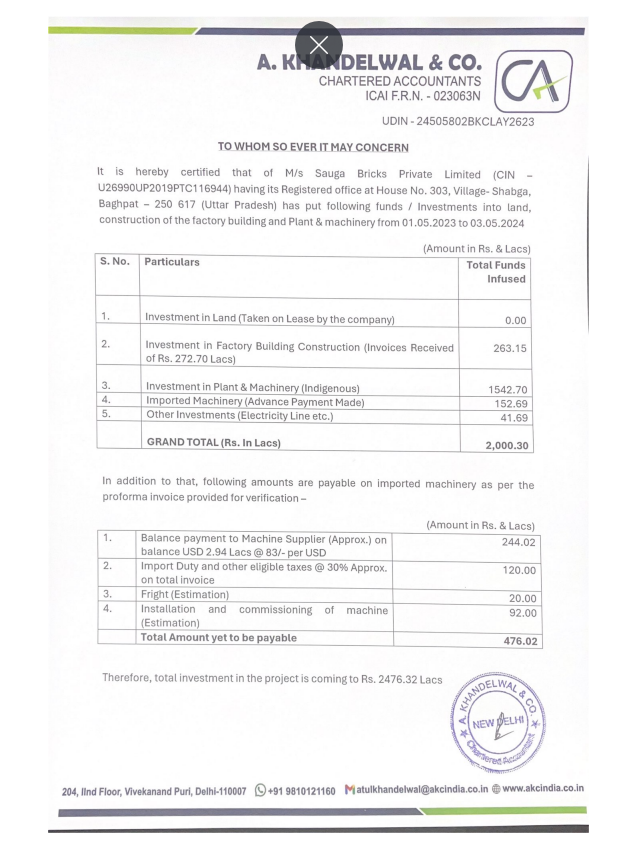 A. KHANDELWAL & CO.
CHARTERED ACCOUNTANTS
ICAI F.R.N. - 023063N
CA
UDIN - 24505802BKCLAY2623
TO WHOM SO EVER IT MAY CONCERN
It is hereby certified that of M/s Sauga Bricks Private Limited (CIN –
U26990UP2019PTC116944) having its Registered office at House No. 303, Village- Shabga,
Baghpat – 250 617 (Uttar Pradesh) has put following funds / Investments into land,
construction of the factory building and Plant & machinery from 01.05.2023 to 03.05.2024
(Amount in Rs. & Lacs)
S. No. Particulars Total Funds
Infused
1. Investment in Land (Taken on Lease by the company) 0.00
2. Investment in Factory Building Construction (Invoices Received 263.15
of Rs. 272.70 Lacs)
3. Investment in Plant & Machinery (Indigenous) 1542.70
4. Imported Machinery (Advance Payment Made) 152.69
5. Other Investments (Electricity Line etc.) 41.69
GRAND TOTAL (Rs. In Lacs) 2,000.30
In addition to that, following amounts are payable on imported machinery as per the
proforma invoice provided for verification –
(Amount in Rs. & Lacs)
1. Balance payment to Machine Supplier (Approx.) on 244.02
balance USD 2.94 Lacs @ 83/- per USD
2. Import Duty and other eligible taxes @ 30% Approx. 120.00
on total invoice
3. Fright (Estimation) 20.00
4. Installation and commissioning of machine 92.00
(Estimation)
Total Amount yet to be payable 476.02
Therefore, total investment in the project is coming to Rs. 2476.32 Lacs
A. KHANDELWAL & CO.
NEW DELHI
Chartered Accountant
204, IInd Floor, Vivekanand Puri, Delhi-110007 +91 9810121160 atulkhandelwal@akcindia.co.in www.akcindia.co.in